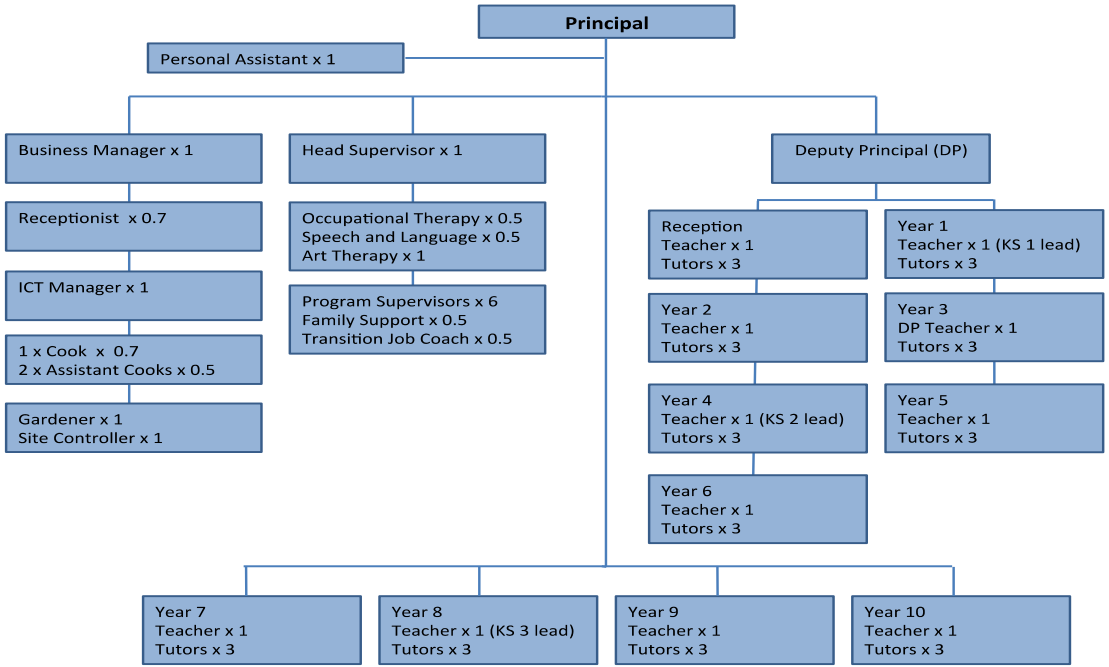 Principal
Personal Assistant x 1
Business Manager x 1
Receptionist x 0.7
ICT Manager x 1
1 x Cook x 0.7
2 x Assistant Cooks x 0.5
Gardener x 1
Site Controller x 1
Head Supervisor x 1
Occupational Therapy x 0.5
Speech and Language x 0.5
Art Therapy x 1
Program Supervisors x 6
Family Support x 0.5
Transition Job Coach x 0.5
Deputy Principal (DP)
Reception
Teacher x 1
Tutors x 3
Year 1
Teacher x 1 (KS 1 lead)
Tutors x 3
Year 2
Teacher x 1
Tutors x 3
Year 3
DP Teacher x 1
Tutors x 3
Year 4
Teacher x 1 (KS 2 lead)
Tutors x 3
Year 5
Teacher x 1
Tutors x 3
Year 6
Teacher x 1
Tutors x 3
Year 7
Teacher x 1
Tutors x 3
Year 8
Teacher x 1 (KS 3 lead)
Tutors x 3
Year 9
Teacher x 1
Tutors x 3
Year 10
Teacher x 1
Tutors x 3